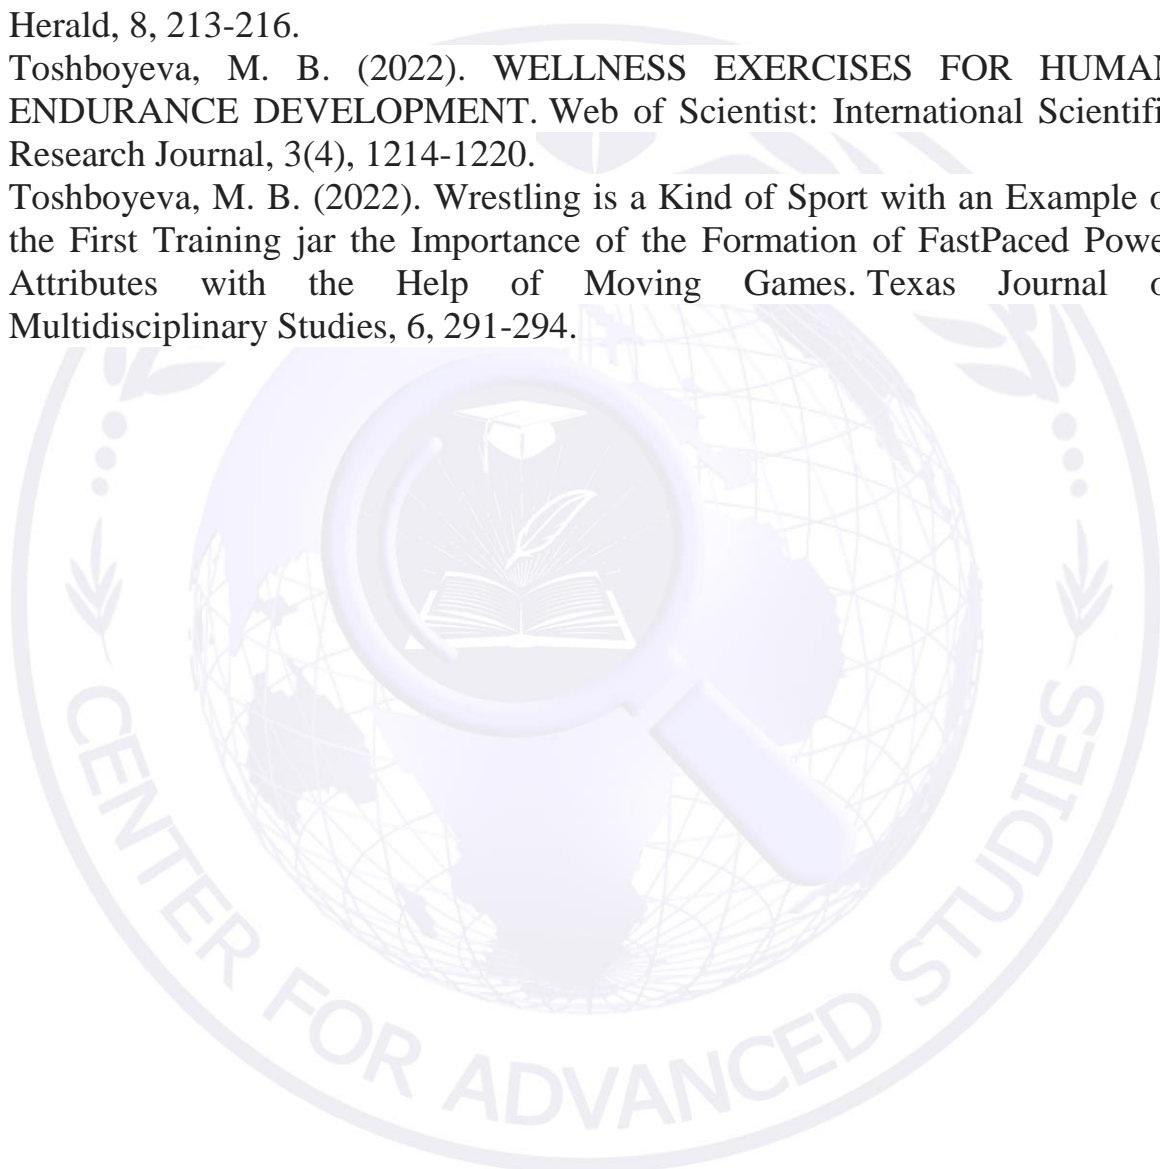 Herald, 8, 213-216.
Toshboyeva, M. B. (2022). WELLNESS EXERCISES FOR HUMAN
ENDURANCE DEVELOPMENT. Web of Scientist: International Scientifi
Research Journal, 3(4), 1214-1220.
Toshboyeva, M. B. (2022). Wrestling is a Kind of Sport with an Example o
the First Training jar the Importance of the Formation of FastPaced Powe
Attributes with the Help of Moving Games. Texas Journal o
Multidisciplinary Studies, 6, 291-294.
CENTER FOR ADVANCED STUDIES